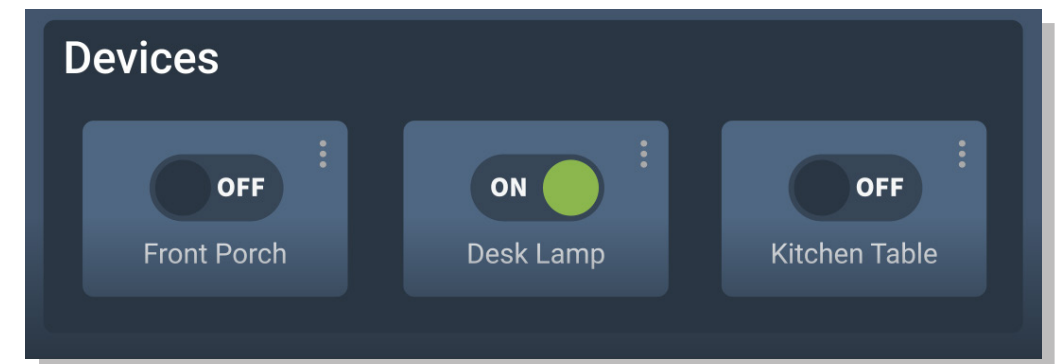 Devices
OFF
ON
OFF
Front Porch
Desk Lamp
Kitchen Table